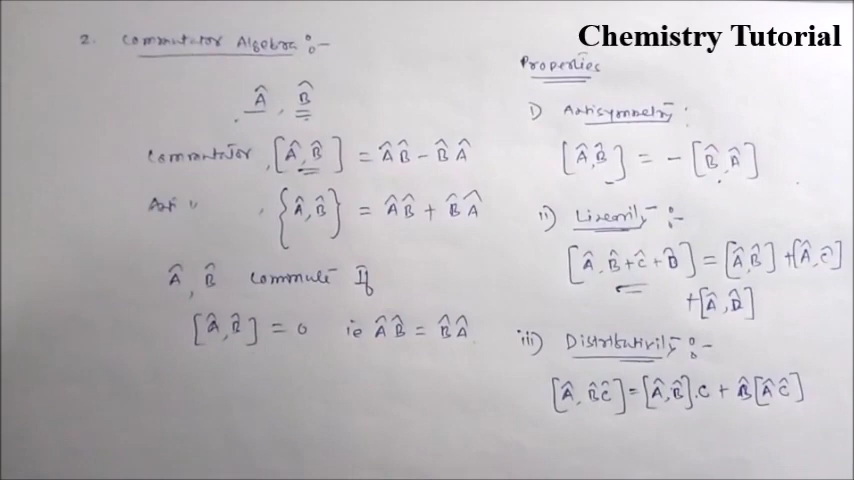 Chemistry Tutorial
2. Commutator Algebra :-
Â, B̂
Commutator, [Â, B̂] = ÂB̂ - B̂Â
Anti ", {Â, B̂} = ÂB̂ + B̂Â
Â, B̂ commute If
[Â, B̂] = 0 ie ÂB̂ = B̂Â
Properties
i) Antisymmetry :
[Â, B̂] = - [B̂, Â]
ii) Linearity :-
[Â, B̂+Ĉ+D̂] = [Â, B̂] + [Â, Ĉ]
+ [Â, D̂]
iii) Distributivity :-
[Â, B̂Ĉ] = [Â, B̂].C + B̂[Â Ĉ]